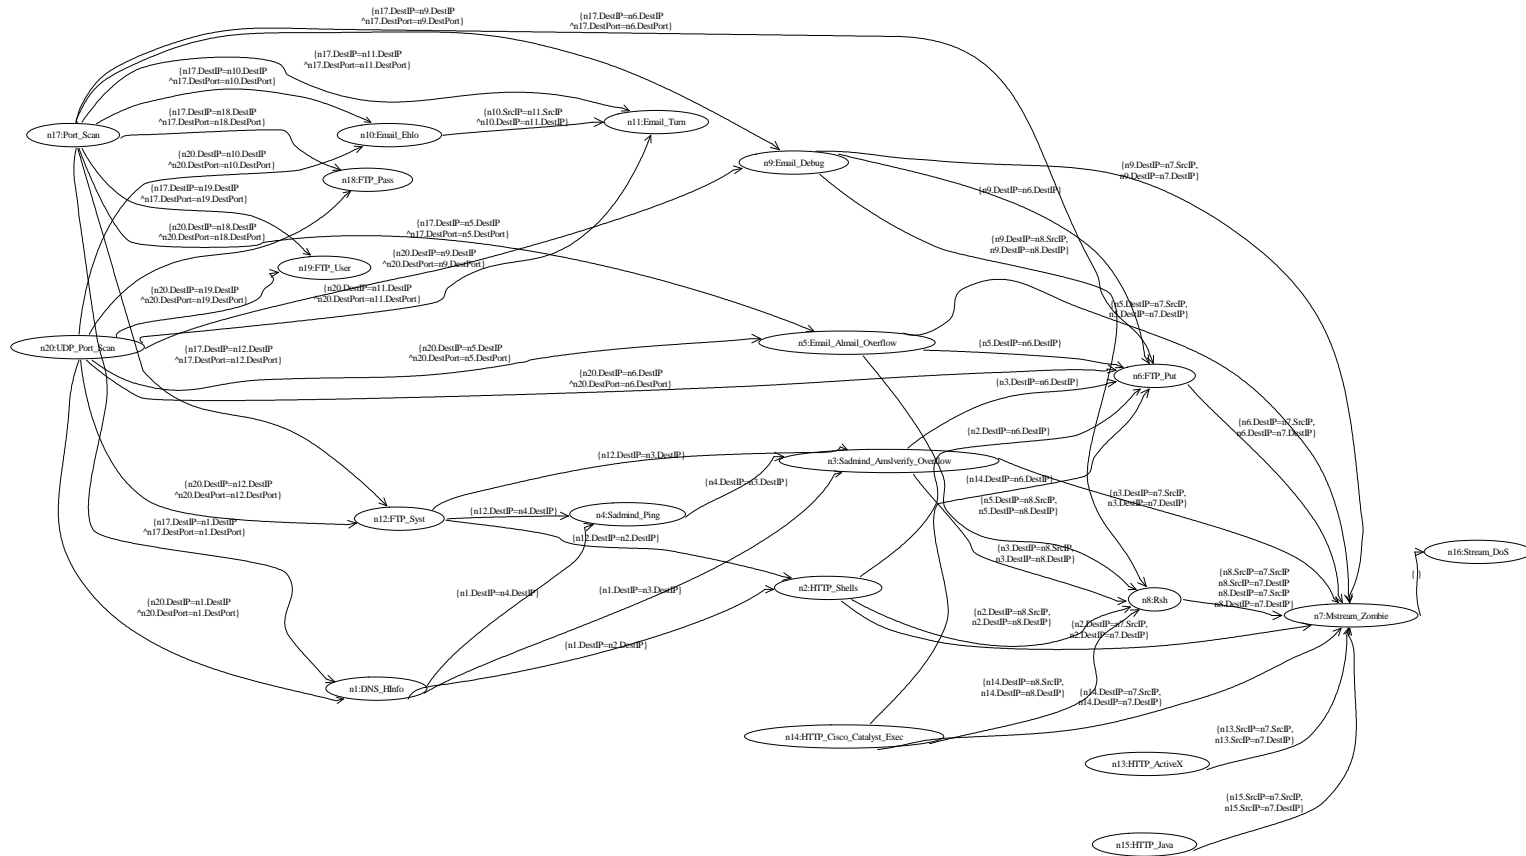 {n17.DestIP=n9.DestIP
^n17.DestPort=n9.DestPort}
{n17.DestIP=n6.DestIP
^n17.DestPort=n6.DestPort}
{n17.DestIP=n11.DestIP
^n17.DestPort=n11.DestPort}
{n17.DestIP=n10.DestIP
^n17.DestPort=n10.DestPort}
{n17.DestIP=n18.DestIP
^n17.DestPort=n18.DestPort}
{n10.SrcIP=n11.SrcIP
^n10.DestIP=n11.DestIP}
n17:Port_Scan
n10:Email_Ehlo
n11:Email_Turn
{n20.DestIP=n10.DestIP
^n20.DestPort=n10.DestPort}
n9:Email_Debug
{n9.DestIP=n7.SrcIP,
n9.DestIP=n7.DestIP}
n18:FTP_Pass
{n17.DestIP=n19.DestIP
^n17.DestPort=n19.DestPort}
{n9.DestIP=n6.DestIP}
{n20.DestIP=n18.DestIP
^n20.DestPort=n18.DestPort}
{n17.DestIP=n5.DestIP
^n17.DestPort=n5.DestPort}
{n9.DestIP=n8.SrcIP,
n9.DestIP=n8.DestIP}
{n20.DestIP=n9.DestIP
^n20.DestPort=n9.DestPort}
n19:FTP_User
{n20.DestIP=n19.DestIP
^n20.DestPort=n19.DestPort}
{n20.DestIP=n11.DestIP
^n20.DestPort=n11.DestPort}
{n5.DestIP=n7.SrcIP,
n5.DestIP=n7.DestIP}
n20:UDP_Port_Scan
{n17.DestIP=n12.DestIP
^n17.DestPort=n12.DestPort}
{n20.DestIP=n5.DestIP
^n20.DestPort=n5.DestPort}
n5:Email_Almail_Overflow
{n5.DestIP=n6.DestIP}
{n20.DestIP=n6.DestIP
^n20.DestPort=n6.DestPort}
{n3.DestIP=n6.DestIP}
n6:FTP_Put
{n2.DestIP=n6.DestIP}
{n6.DestIP=n7.SrcIP,
n6.DestIP=n7.DestIP}
{n12.DestIP=n3.DestIP}
n3:Sadmind_Amslverify_Overflow
{n4.DestIP=n3.DestIP}
{n14.DestIP=n6.DestIP}
{n20.DestIP=n12.DestIP
^n20.DestPort=n12.DestPort}
{n5.DestIP=n8.SrcIP,
n5.DestIP=n8.DestIP}
{n3.DestIP=n7.SrcIP,
n3.DestIP=n7.DestIP}
n12:FTP_Syst
{n12.DestIP=n4.DestIP}
n4:Sadmind_Ping
{n17.DestIP=n1.DestIP
^n17.DestPort=n1.DestPort}
{n12.DestIP=n2.DestIP}
{n3.DestIP=n8.SrcIP,
n3.DestIP=n8.DestIP}
n16:Stream_DoS
{ }
{n8.SrcIP=n7.SrcIP
n8.SrcIP=n7.DestIP
n8.DestIP=n7.SrcIP
n8.DestIP=n7.DestIP}
{n1.DestIP=n4.DestIP}
{n1.DestIP=n3.DestIP}
n2:HTTP_Shells
n8:Rsh
n7:Mstream_Zombie
{n20.DestIP=n1.DestIP
^n20.DestPort=n1.DestPort}
{n2.DestIP=n8.SrcIP,
n2.DestIP=n8.DestIP}
{n2.DestIP=n7.SrcIP,
n2.DestIP=n7.DestIP}
{n1.DestIP=n2.DestIP}
n1:DNS_HInfo
{n14.DestIP=n8.SrcIP,
n14.DestIP=n8.DestIP}
{n14.DestIP=n7.SrcIP,
n14.DestIP=n7.DestIP}
n14:HTTP_Cisco_Catalyst_Exec
{n13.SrcIP=n7.SrcIP,
n13.SrcIP=n7.DestIP}
n13:HTTP_ActiveX
{n15.SrcIP=n7.SrcIP,
n15.SrcIP=n7.DestIP}
n15:HTTP_Java